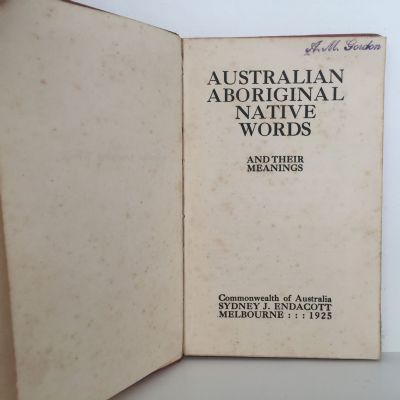 A. M. Gordon
AUSTRALIAN
ABORIGINAL
NATIVE
WORDS
AND THEIR
MEANINGS
Commonwealth of Australia
SYDNEY J. ENDACOTT
MELBOURNE : : : 1925